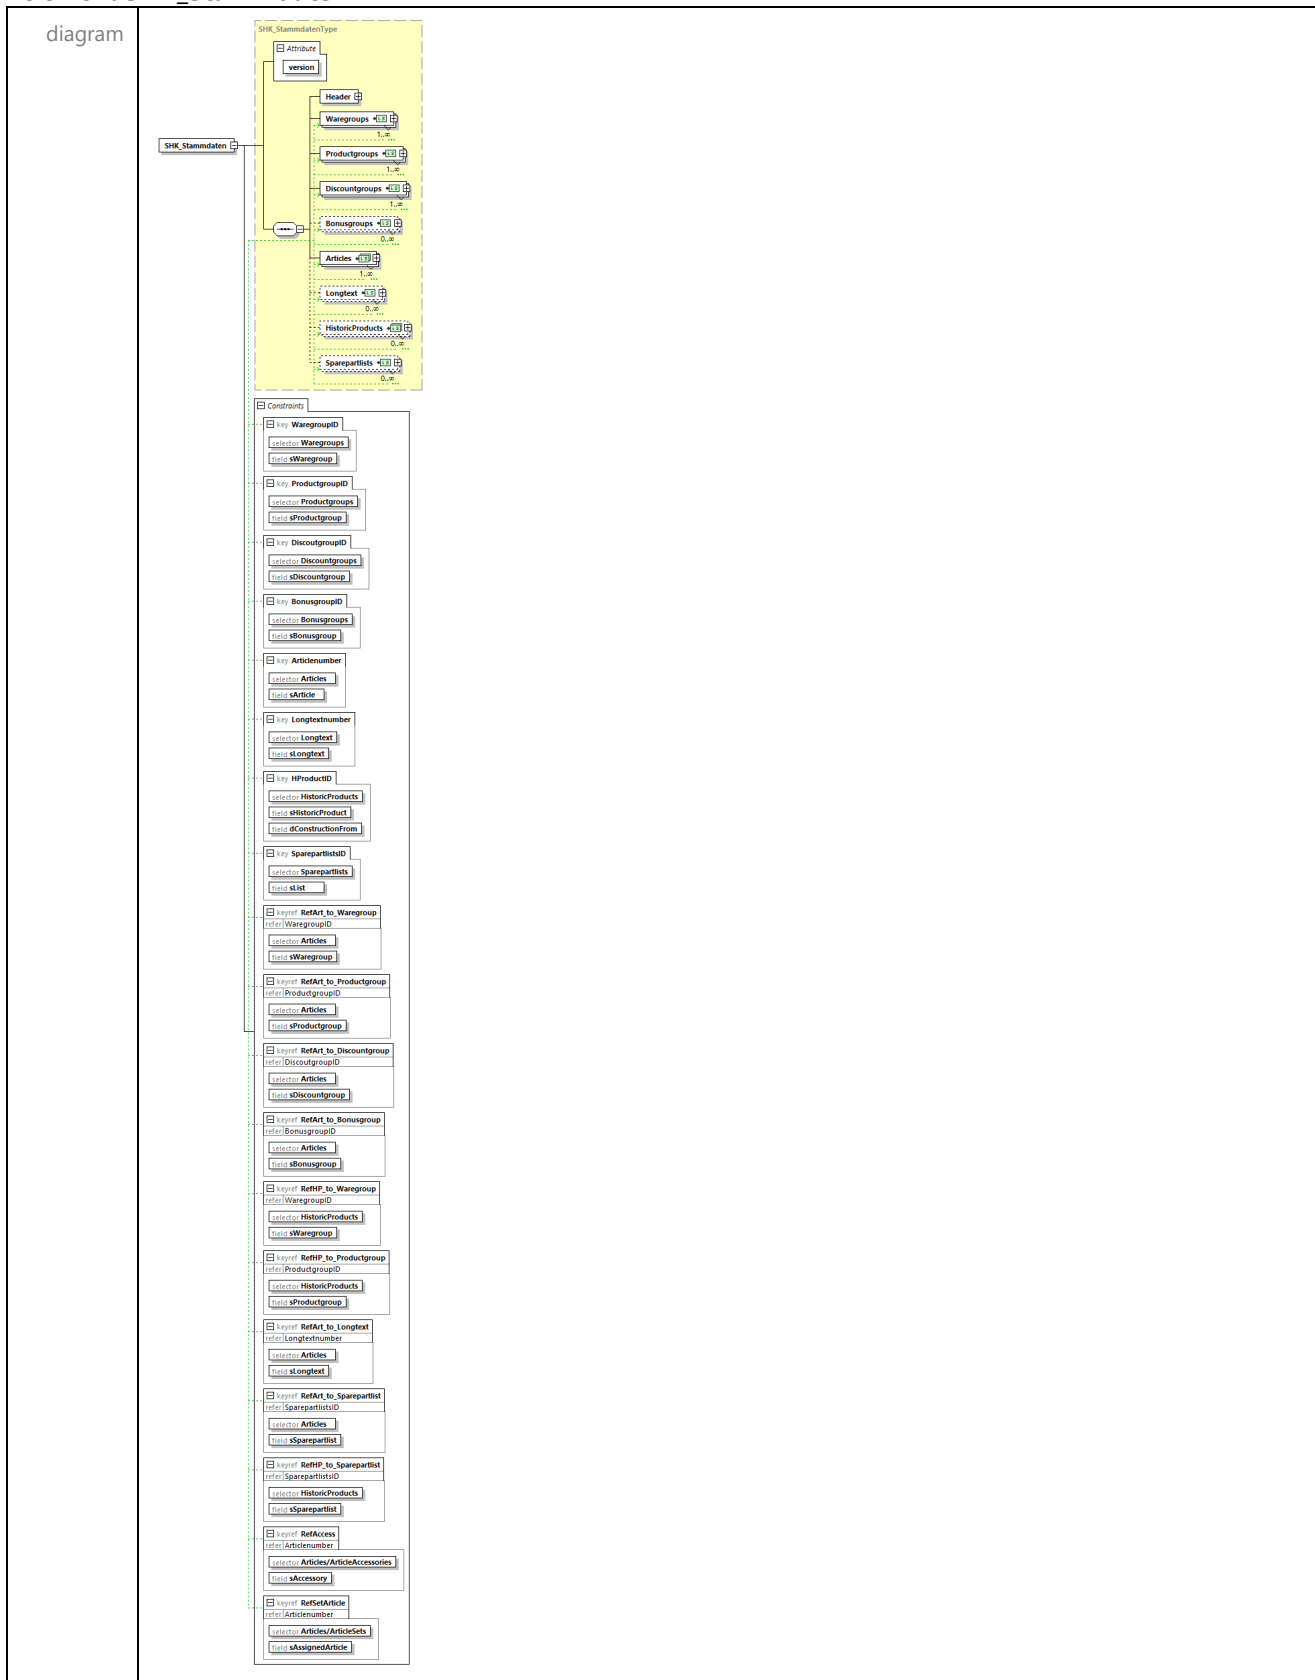 diagram
SHK_StammdatenType
Attribute
version
Header
Waregroups
1..∞
...
Productgroups
1..∞
...
SHK_Stammdaten
Discountgroups
1..∞
...
Bonusgroups
0..∞
...
Articles
1..∞
...
Longtext
0..∞
...
HistoricProducts
0..∞
...
Sparepartlists
0..∞
...
Constraints
key WaregroupID
selector Waregroups
field sWaregroup
key ProductgroupID
selector Productgroups
field sProductgroup
key DiscoutgroupID
selector Discountgroups
field sDiscountgroup
key BonusgroupID
selector Bonusgroups
field sBonusgroup
key Articlenumber
selector Articles
field sArticle
key Longtextnumber
selector Longtext
field sLongtext
key HProductID
selector HistoricProducts
field sHistoricProduct
field dConstructionFrom
key SparepartlistsID
selector Sparepartlists
field sList
keyref RefArt_to_Waregroup
refer WaregroupID
selector Articles
field sWaregroup
keyref RefArt_to_Productgroup
refer ProductgroupID
selector Articles
field sProductgroup
keyref RefArt_to_Discountgroup
refer DiscoutgroupID
selector Articles
field sDiscountgroup
keyref RefArt_to_Bonusgroup
refer BonusgroupID
selector Articles
field sBonusgroup
keyref RefHP_to_Waregroup
refer WaregroupID
selector HistoricProducts
field sWaregroup
keyref RefHP_to_Productgroup
refer ProductgroupID
selector HistoricProducts
field sProductgroup
keyref RefArt_to_Longtext
refer Longtextnumber
selector Articles
field sLongtext
keyref RefArt_to_Sparepartlist
refer SparepartlistsID
selector Articles
field sSparepartlist
keyref RefHP_to_Sparepartlist
refer SparepartlistsID
selector HistoricProducts
field sSparepartlist
keyref RefAccess
refer Articlenumber
selector Articles/ArticleAccessories
field sAccessory
keyref RefSetArticle
refer Articlenumber
selector Articles/ArticleSets
field sAssignedArticle